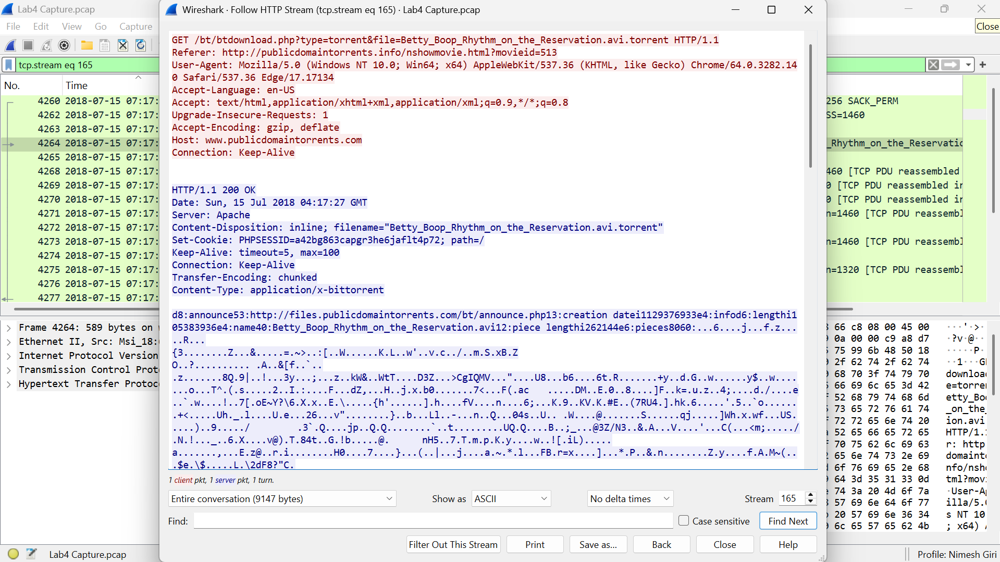 Lab4 Capture.pcap
File Edit View Go Capture
tcp.stream eq 165
No. Time
4260 2018-07-15 07:17:
4262 2018-07-15 07:17:
4263 2018-07-15 07:17:
4264 2018-07-15 07:17:
4265 2018-07-15 07:17:
4268 2018-07-15 07:17:
4269 2018-07-15 07:17:
4270 2018-07-15 07:17:
4271 2018-07-15 07:17:
4272 2018-07-15 07:17:
4273 2018-07-15 07:17:
4274 2018-07-15 07:17:
4275 2018-07-15 07:17:
4276 2018-07-15 07:17:
4277 2018-07-15 07:17:
Frame 4264: 589 bytes on
Ethernet II, Src: Msi_18:
Internet Protocol Version
Transmission Control Prot
Hypertext Transfer Protoc
Lab4 Capture.pcap
Wireshark · Follow HTTP Stream (tcp.stream eq 165) · Lab4 Capture.pcap
GET /bt/btdownload.php?type=torrent&file=Betty_Boop_Rhythm_on_the_Reservation.avi.torrent HTTP/1.1
Referer: http://publicdomaintorrents.info/nshowmovie.html?movieid=513
User-Agent: Mozilla/5.0 (Windows NT 10.0; Win64; x64) AppleWebKit/537.36 (KHTML, like Gecko) Chrome/64.0.3282.14
0 Safari/537.36 Edge/17.17134
Accept-Language: en-US
Accept: text/html,application/xhtml+xml,application/xml;q=0.9,*/*;q=0.8
Upgrade-Insecure-Requests: 1
Accept-Encoding: gzip, deflate
Host: www.publicdomaintorrents.com
Connection: Keep-Alive
HTTP/1.1 200 OK
Date: Sun, 15 Jul 2018 04:17:27 GMT
Server: Apache
Content-Disposition: inline; filename="Betty_Boop_Rhythm_on_the_Reservation.avi.torrent"
Set-Cookie: PHPSESSID=a42bg863capgr3he6jaflt4p72; path=/
Keep-Alive: timeout=5, max=100
Connection: Keep-Alive
Transfer-Encoding: chunked
Content-Type: application/x-bittorrent
d8:announce53:http://files.publicdomaintorrents.com/bt/announce.php13:creation datei1129376933e4:infod6:lengthi1
05383936e4:name40:Betty_Boop_Rhythm_on_the_Reservation.avi12:piece lengthi262144e6:pieces8060:...6....j...f.z...
..R...
{3........Z...&.....=.~>..:[..W......K.L..w'..v.c../..m.S.xB.Z
O..?.......... .A..&[f..`..
.z.......8Q.9|..!...3y...;...z..kW&..WtT....D3Z...>CgIQMV..."....U8...b6....6t.R.......+y..d.G..w......y$..w....
...o...T^.(.s.....2..I.:....F...dZ,...H..j.x.b0.......7<...F(.ac .....DM..E.0..8....]F..k=.u.z..4;....d./....e
..`.w....!..7[.oE~Y?\6.X.x..E.\.....{h'......].h....fV....n....6;...K.9..KV.K.#E..(7RU4.].hk.6.....'.5..`o......
.+<.....Uh._.l....U.e...26...v"........}..b...Ll..-...n..Q...04s..U.. .W....@.......S......qj.....]Wh.x.wf...US.
....)..9...../ .3`.Q....jp..Q.Q........`..t.........UQ.Q....B..;_...@3Z/N3..&.A...V....'...C(...<m;...../
.N.!..._..6.X....v@).T.84t..G.!b.....@. nH5..7.T.m.p.K.y....w..![.iL).....
a.......,...E.z@..r.i........H0....7....}...(..|...j....a.~.*.l...FB.r=x....]...*.P..&.n........Z.y....f.A.M~(..
.$e.\$.....L.\2dF8?"C.
1 client pkt, 1 server pkt, 1 turn.
Entire conversation (9147 bytes) Show as ASCII No delta times Stream 165
Find: Case sensitive Find Next
Filter Out This Stream Print Save as... Back Close Help
Close
256 SACK_PERM
SS=1460
_Rhythm_on_the_Reservatio
460 [TCP PDU reassembled
0 [TCP PDU reassembled in
0 [TCP PDU reassembled in
n=1460 [TCP PDU reassembl
n=1460 [TCP PDU reassembl
n=1320 [TCP PDU reassembl
66 c8 08 00 45 00 ···'·>·
0a 00 00 c9 a8 d7 ·?v·@··
75 99 6b 48 50 18 ·····P·
2f 62 74 2f 62 74 ··1···G
68 70 3f 74 79 70 downloa
66 69 6c 65 3d 42 e=torre
52 68 79 74 68 6d etty_Bo
73 65 72 76 61 74 _on_the_
72 72 65 6e 74 20 ion.avi
52 65 66 65 72 65 HTTP/1.
70 75 62 6c 69 63 r: http
65 6e 74 73 2e 69 domaint
6f 76 69 65 2e 68 nfo/nsh
64 3d 35 31 33 0d tml?mov
74 3a 20 4d 6f 7a ·User-A
57 69 6e 64 6f 77 illa/5.
20 57 69 6e 36 34 s NT 10
6c 65 57 65 62 4b ; x64)
Profile: Nimesh Giri